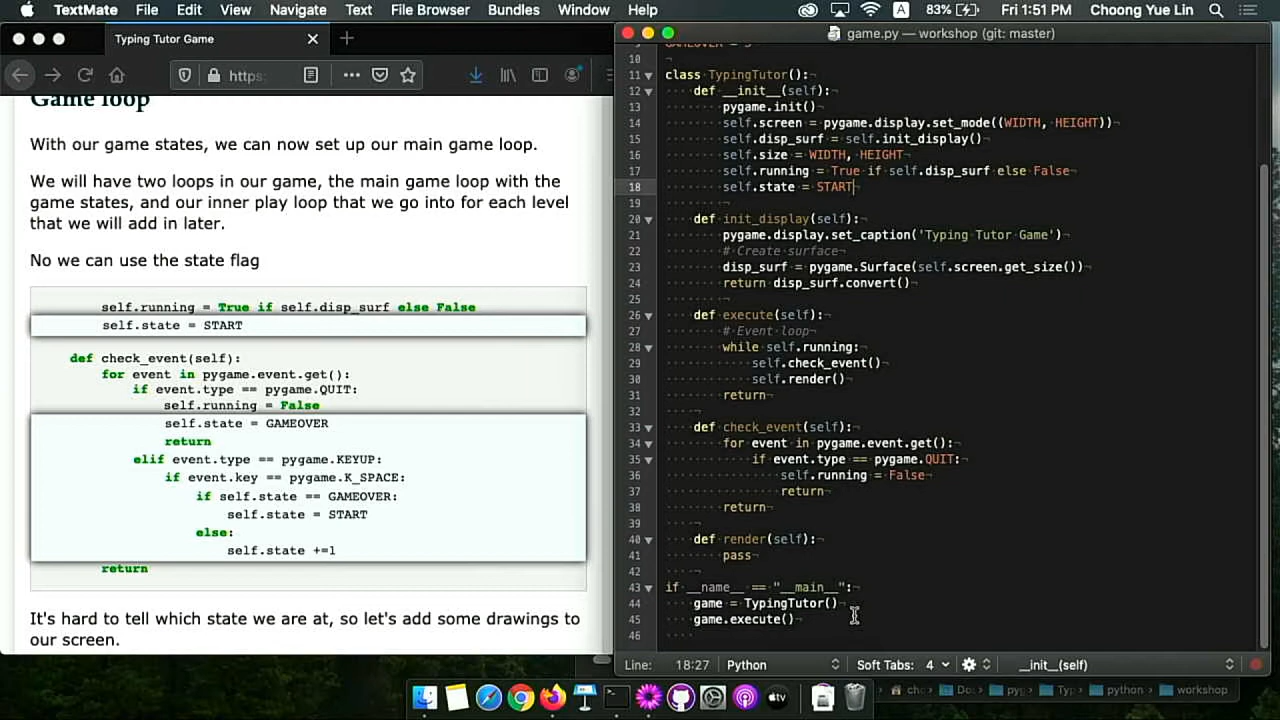 TextMate File Edit View Navigate Text File Browser Bundles Window Help A 83% Fri 1:51 PM Choong Yue Lin
Typing Tutor Game
https:
Game loop
With our game states, we can now set up our main game loop.
We will have two loops in our game, the main game loop with the
game states, and our inner play loop that we go into for each level
that we will add in later.
No we can use the state flag
self.running = True if self.disp_surf else False
self.state = START
def check_event(self):
for event in pygame.event.get():
if event.type == pygame.QUIT:
self.running = False
self.state = GAMEOVER
return
elif event.type == pygame.KEYUP:
if event.key == pygame.K_SPACE:
if self.state == GAMEOVER:
self.state = START
else:
self.state +=1
return
It's hard to tell which state we are at, so let's add some drawings to
our screen.
game.py — workshop (git: master)
10
11 class TypingTutor():
12 def __init__(self):
13 pygame.init()
14 self.screen = pygame.display.set_mode((WIDTH, HEIGHT))
15 self.disp_surf = self.init_display()
16 self.size = WIDTH, HEIGHT
17 self.running = True if self.disp_surf else False
18 self.state = START
19
20 def init_display(self):
21 pygame.display.set_caption('Typing Tutor Game')
22 # Create surface
23 disp_surf = pygame.Surface(self.screen.get_size())
24 return disp_surf.convert()
25
26 def execute(self):
27 # Event loop
28 while self.running:
29 self.check_event()
30 self.render()
31 return
32
33 def check_event(self):
34 for event in pygame.event.get():
35 if event.type == pygame.QUIT:
36 self.running = False
37 return
38 return
39
40 def render(self):
41 pass
42
43 if __name__ == "__main__":
44 game = TypingTutor()
45 game.execute()
46
Line: 18:27 Python Soft Tabs: 4 __init__(self)
tv
python workshop